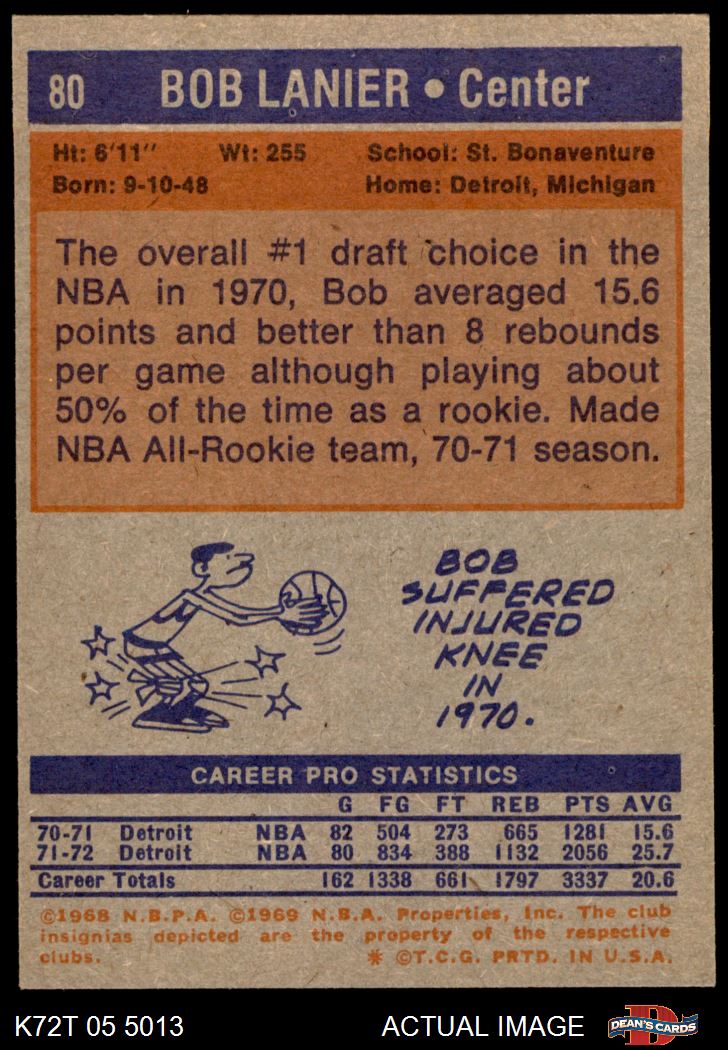 80 BOB LANIER • Center
Ht: 6'11" Wt: 255 School: St. Bonaventure
Born: 9-10-48 Home: Detroit, Michigan
The overall #1 draft choice in the
NBA in 1970, Bob averaged 15.6
points and better than 8 rebounds
per game although playing about
50% of the time as a rookie. Made
NBA All-Rookie team, 70-71 season.
BOB
SUFFERED
INJURED
KNEE
IN
1970.
CAREER PRO STATISTICS
G FG FT REB PTS AVG
70-71 Detroit NBA 82 504 273 665 1281 15.6
71-72 Detroit NBA 80 834 388 1132 2056 25.7
Career Totals 162 1338 661 1797 3337 20.6
©1968 N.B.P.A. ©1969 N.B.A. Properties, Inc. The club
insignias depicted are the property of the respective
clubs. * ©T.C.G. PRTD. IN U.S.A.
K72T 05 5013 ACTUAL IMAGE D DEAN'S CARDS